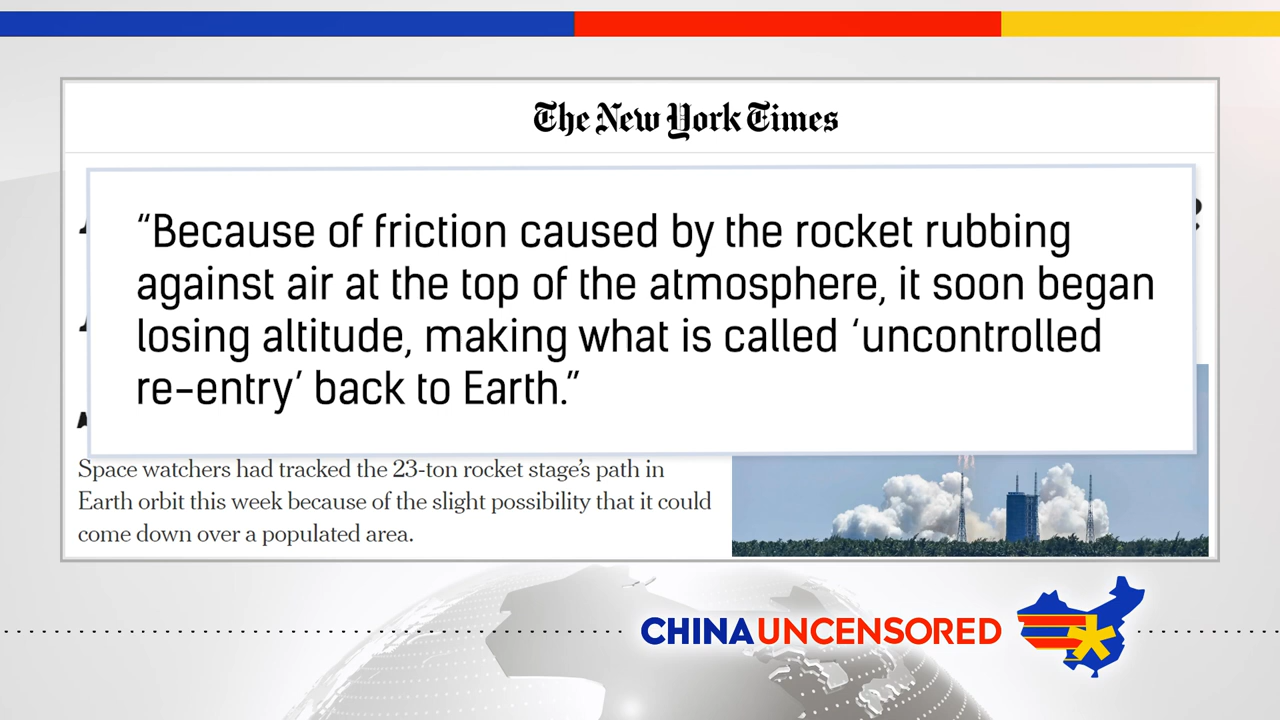 The New York Times
“Because of friction caused by the rocket rubbing
against air at the top of the atmosphere, it soon began
losing altitude, making what is called ‘uncontrolled
re-entry’ back to Earth.”
Space watchers had tracked the 23-ton rocket stage’s path in
Earth orbit this week because of the slight possibility that it could
come down over a populated area.
CHINA UNCENSORED